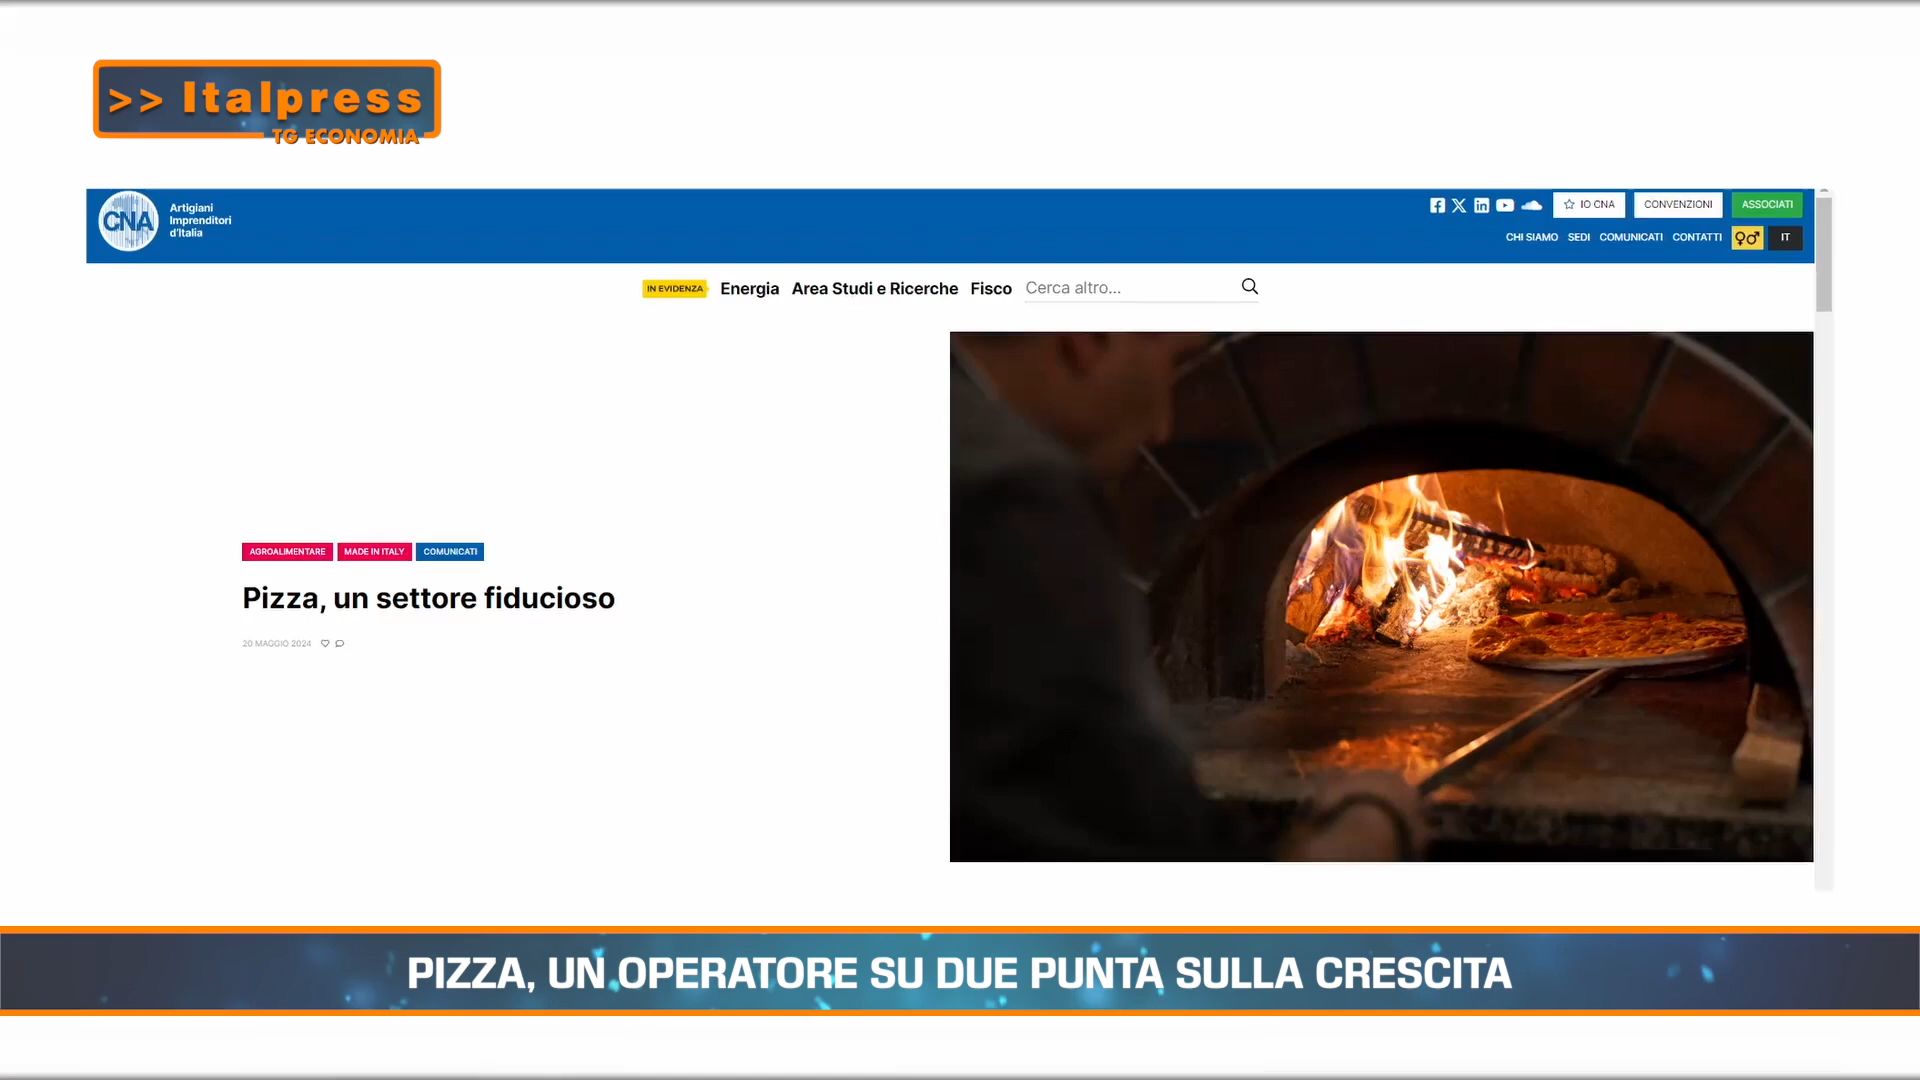 >> Italpress
TG ECONOMIA
CNA
Artigiani
Imprenditori
d'Italia
IO CNA
CONVENZIONI
ASSOCIATI
CHI SIAMO
SEDI
COMUNICATI
CONTATTI
IT
IN EVIDENZA
Energia
Area Studi e Ricerche
Fisco
Cerca altro...
AGROALIMENTARE
MADE IN ITALY
COMUNICATI
Pizza, un settore fiducioso
20 MAGGIO 2024
PIZZA, UN OPERATORE SU DUE PUNTA SULLA CRESCITA